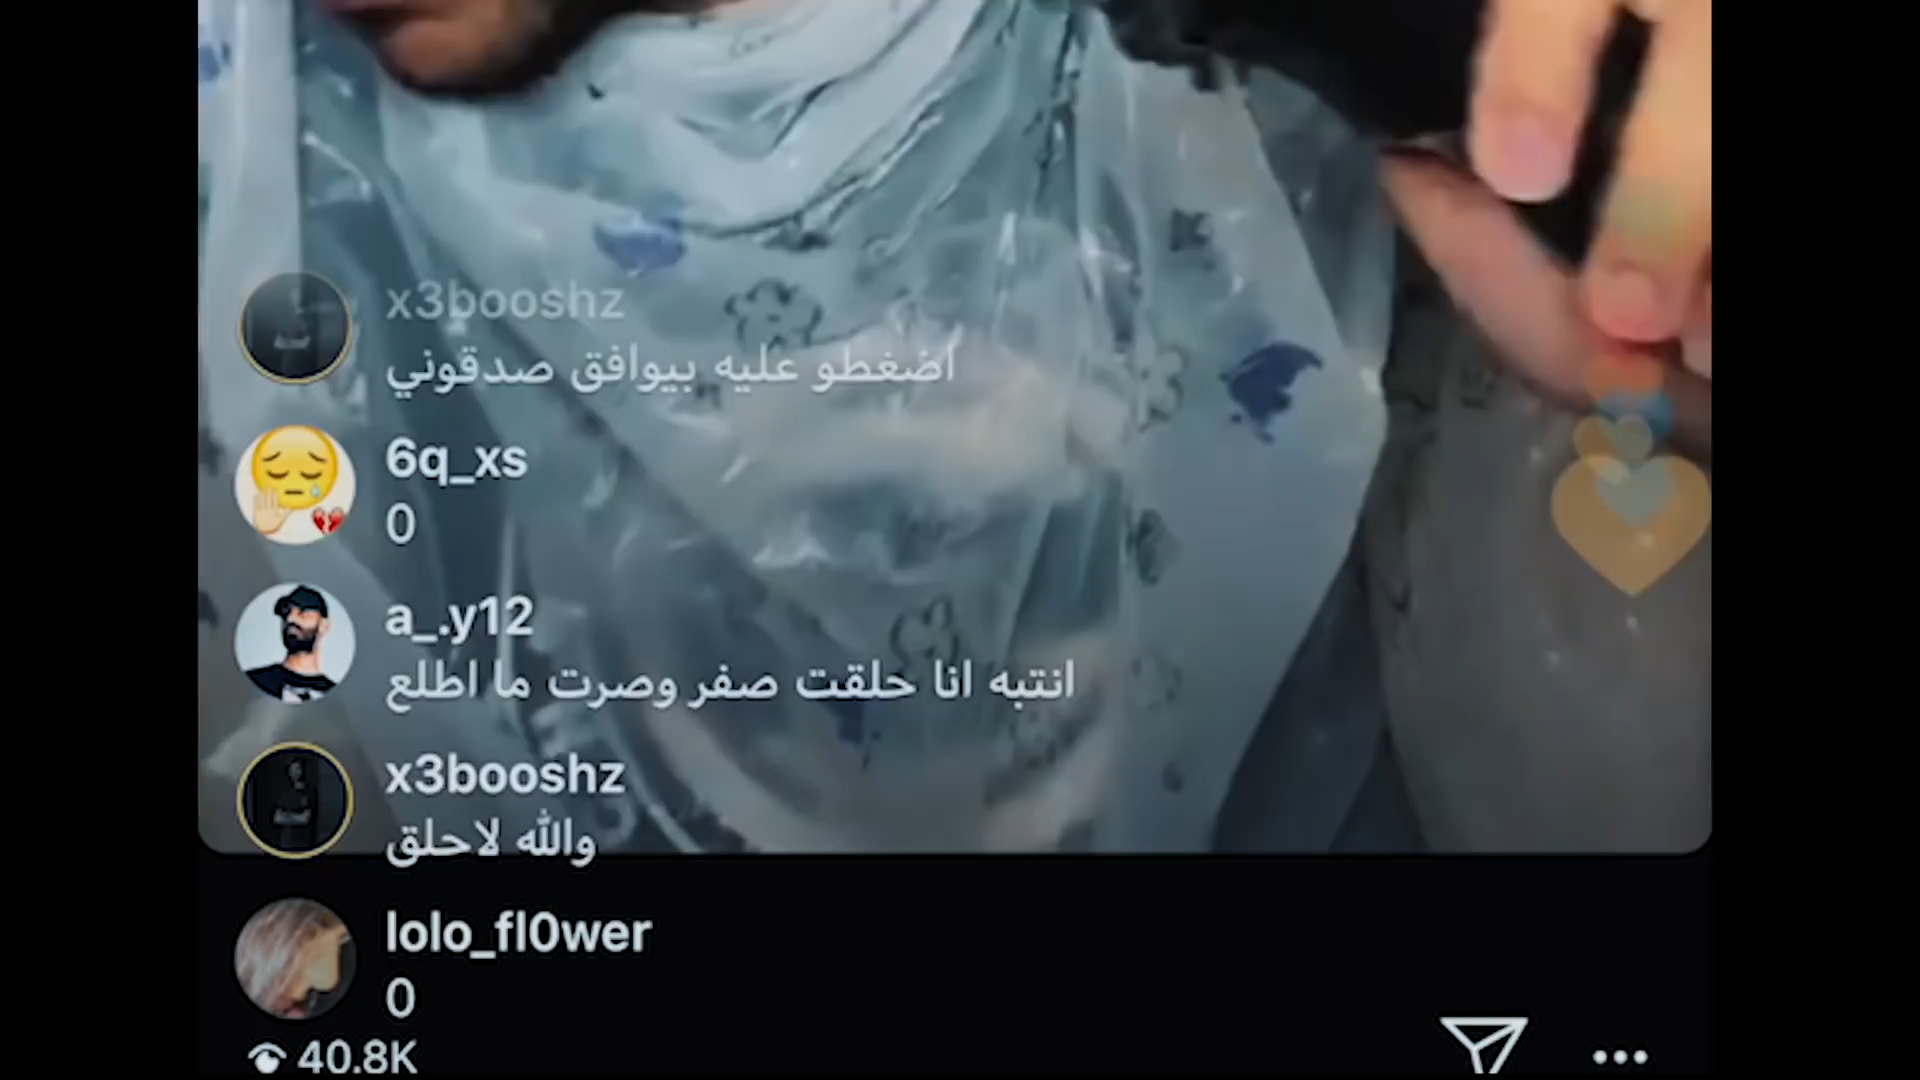 x3booshz
اضغطو عليه بيوافق صدقوني
6q_xs
0
a_.y12
انتبه انا حلقت صفر وصرت ما اطلع
x3booshz
والله لاحلق
lolo_fl0wer
0
40.8K